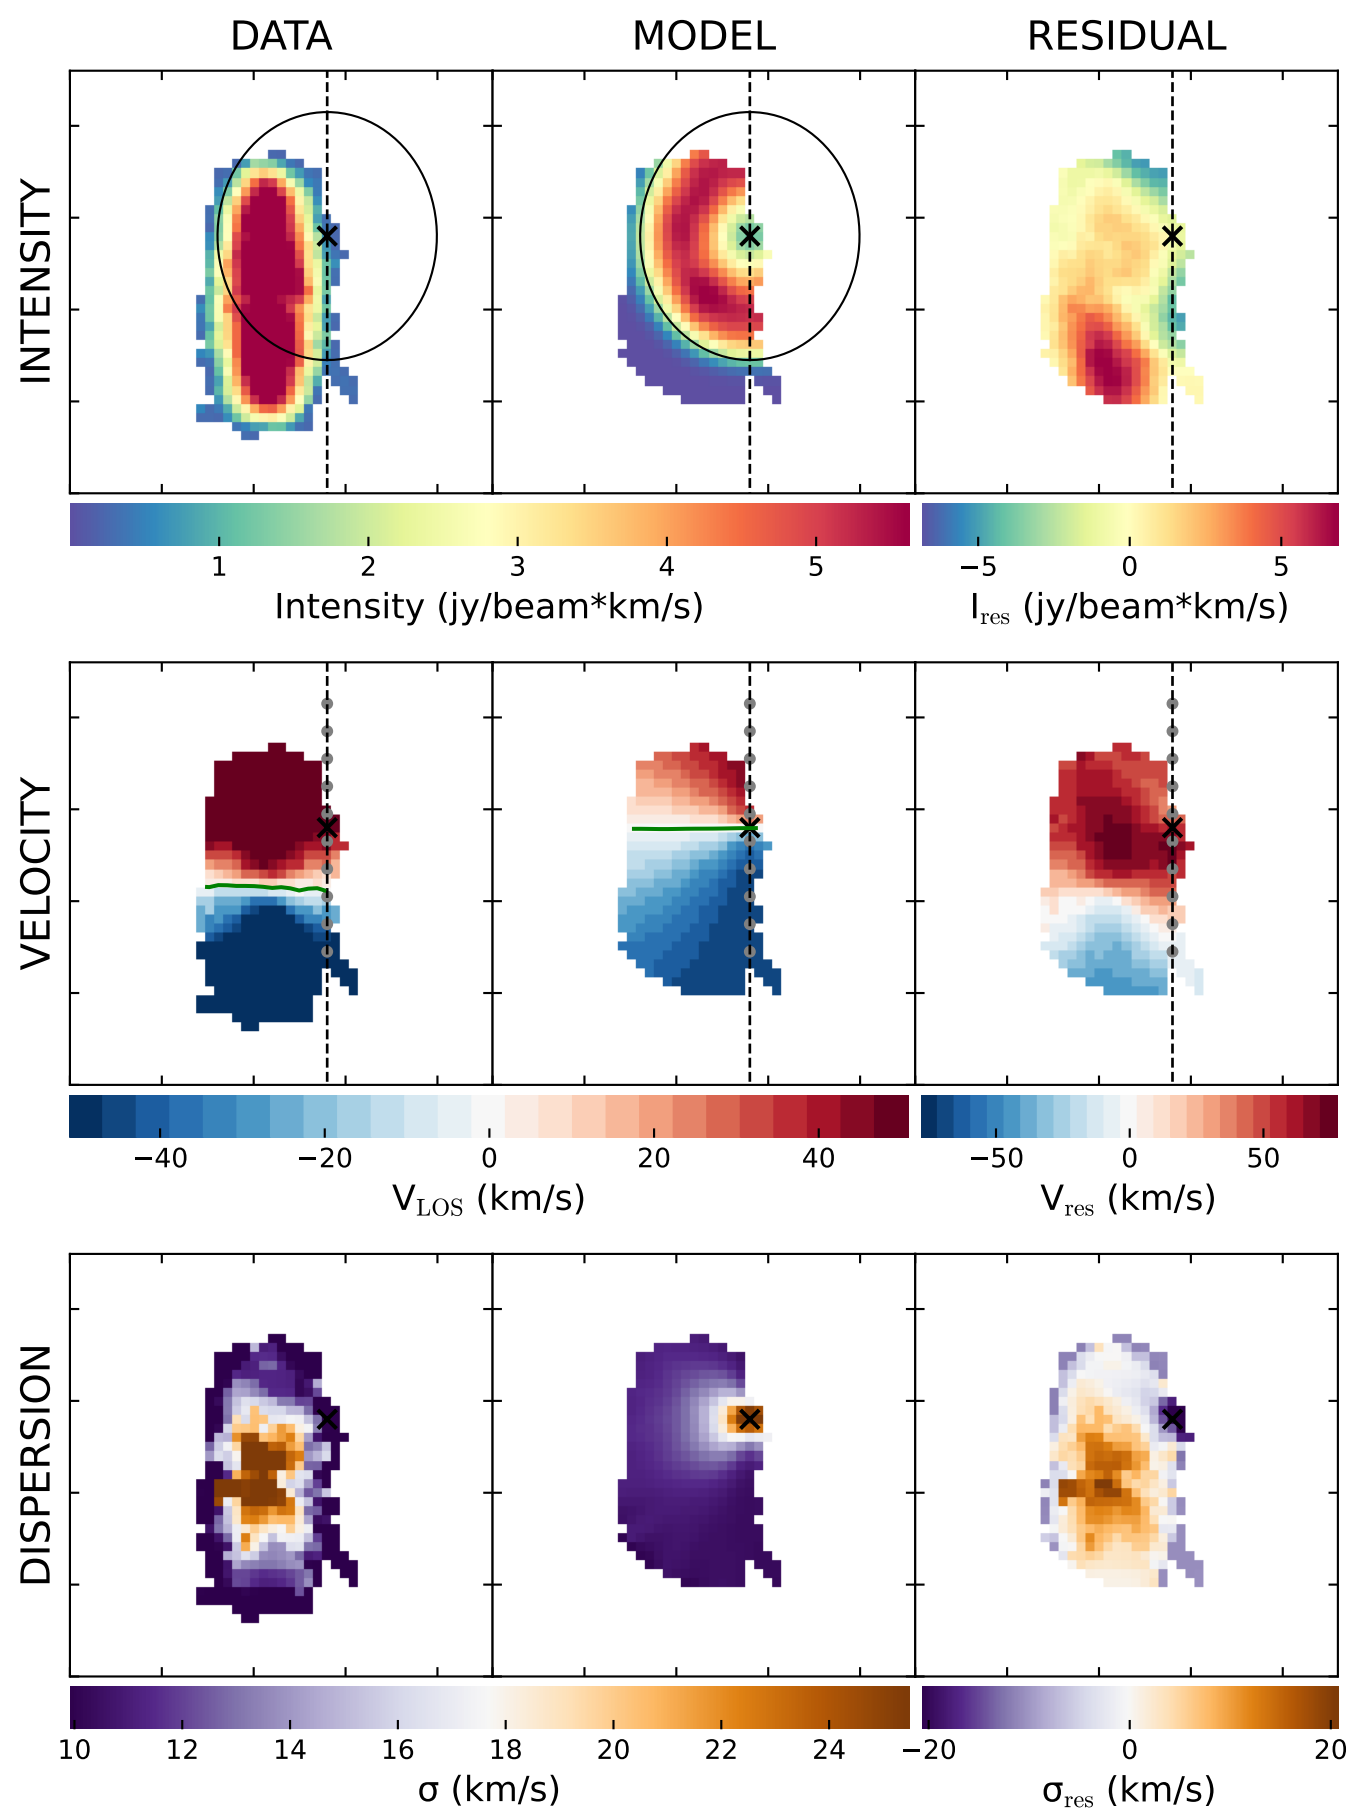 DATA MODEL RESIDUAL
INTENSITY
1 2 3 4 5 −5 0 5
Intensity (jy/beam*km/s) I_res (jy/beam*km/s)
VELOCITY
−40 −20 0 20 40 −50 0 50
V_LOS (km/s) V_res (km/s)
DISPERSION
10 12 14 16 18 20 22 24 −20 0 20
σ (km/s) σ_res (km/s)